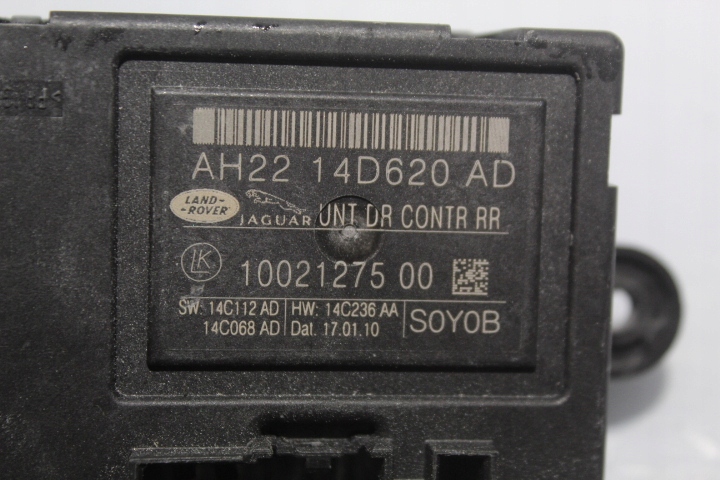 AH22 14D620 AD
LAND-
-ROVER
JAGUAR UNT DR CONTR RR
LK 10021275 00
SW: 14C112 AD HW: 14C236 AA
14C068 AD Dat. 17.01.10
S0Y0B